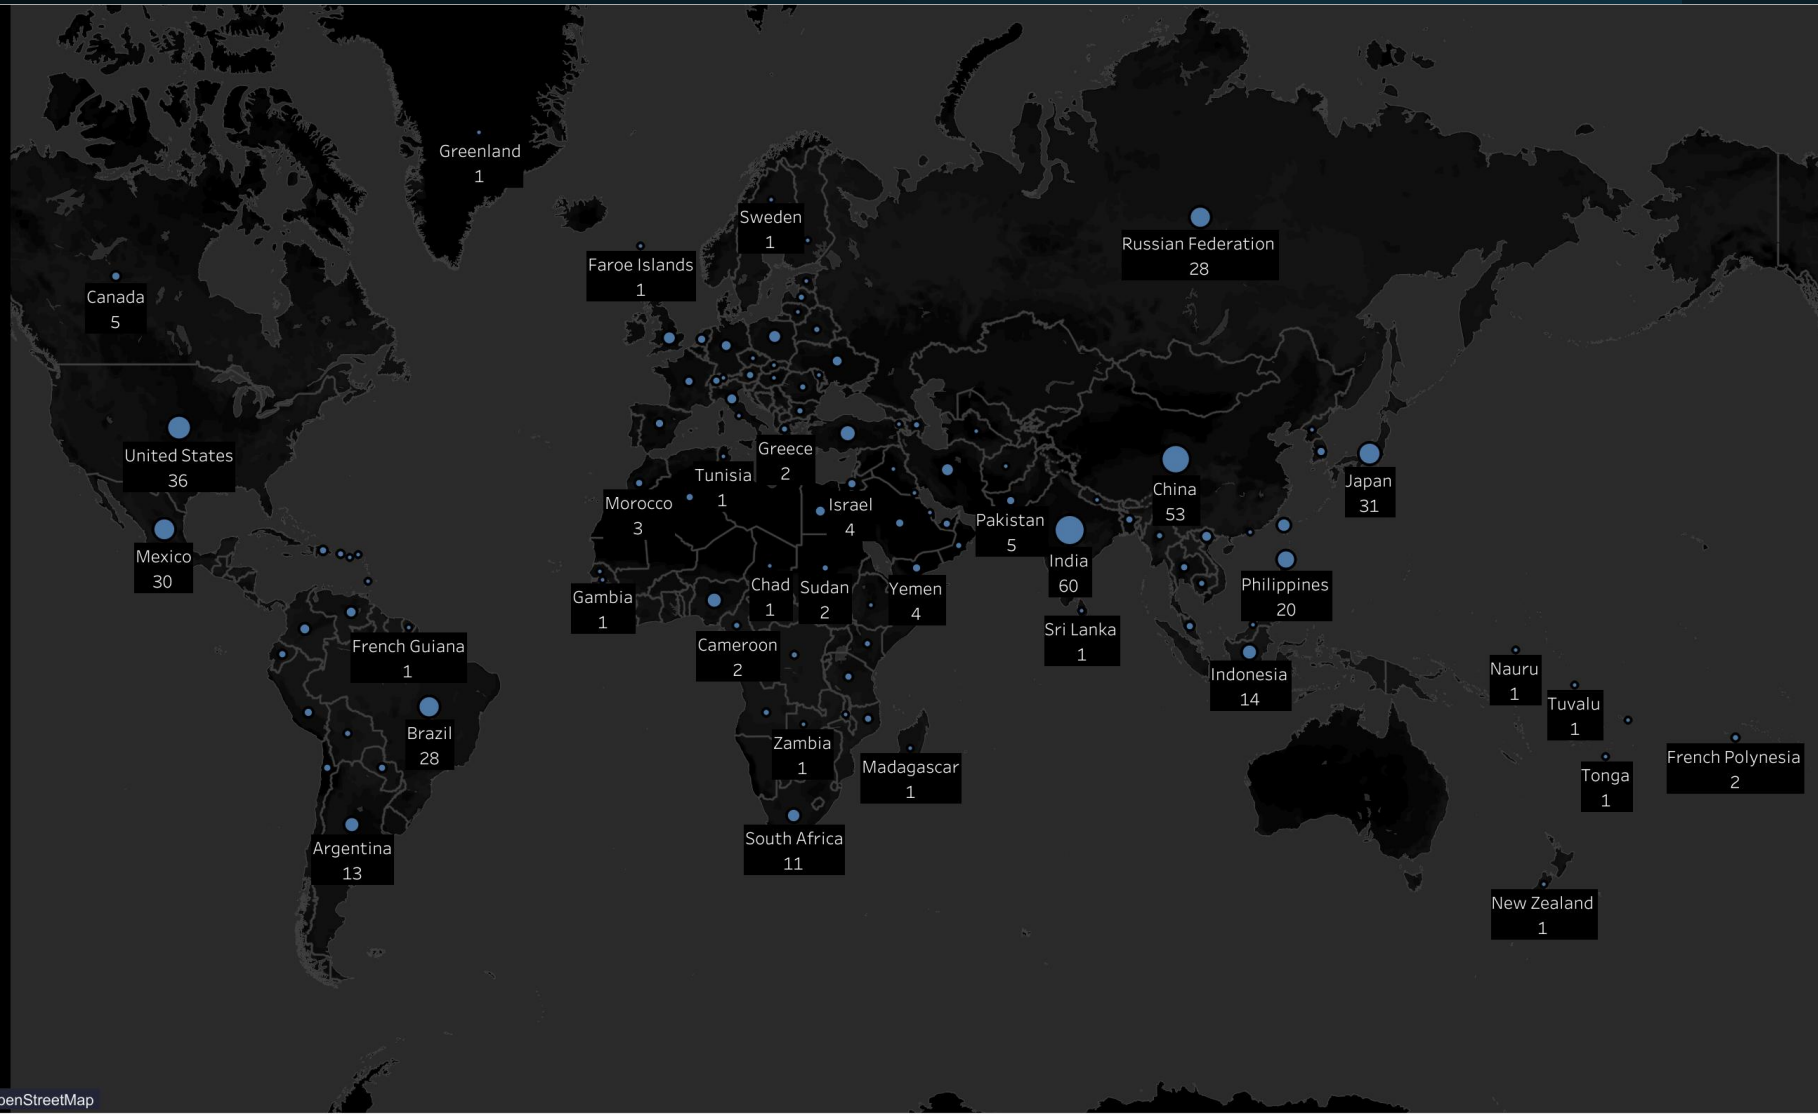 Greenland
1
Sweden
1
Russian Federation
28
Faroe Islands
1
Canada
5
United States
36
Greece
2
Tunisia
1
Japan
31
China
53
Morocco
3
Israel
4
Pakistan
5
Mexico
30
India
60
Philippines
20
Chad
1
Sudan
2
Yemen
4
Gambia
1
Sri Lanka
1
French Guiana
1
Cameroon
2
Indonesia
14
Nauru
1
Tuvalu
1
Brazil
28
Zambia
1
Madagascar
1
French Polynesia
2
Tonga
1
South Africa
11
Argentina
13
New Zealand
1
penStreetMap